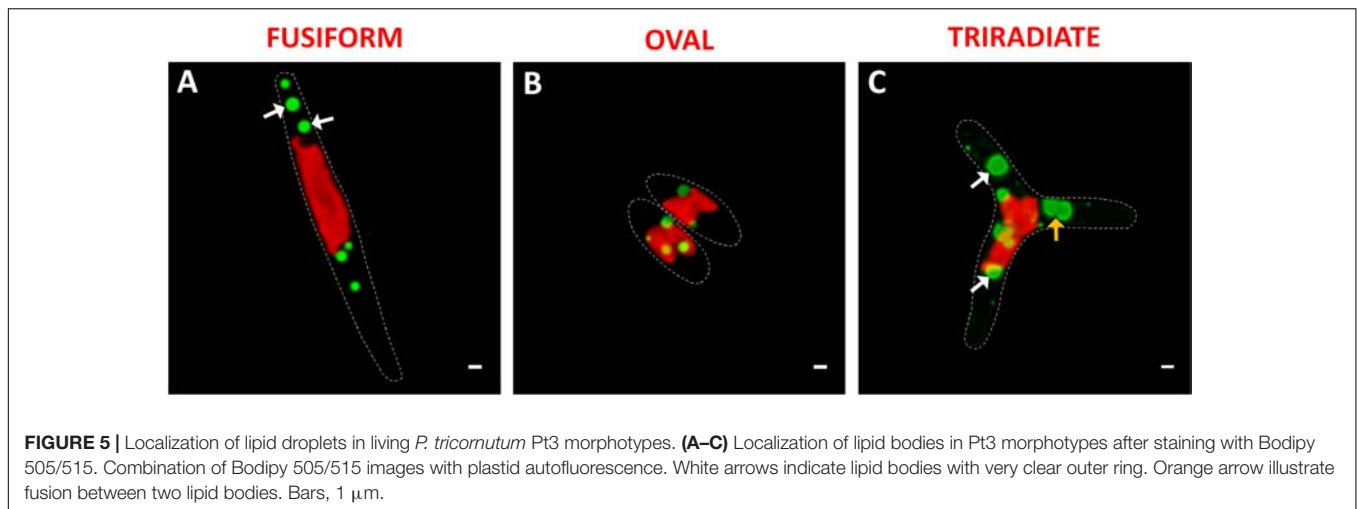 FUSIFORM
OVAL
TRIRADIATE
A
B
C
FIGURE 5 | Localization of lipid droplets in living P. tricornutum Pt3 morphotypes. (A–C) Localization of lipid bodies in Pt3 morphotypes after staining with Bodipy
505/515. Combination of Bodipy 505/515 images with plastid autofluorescence. White arrows indicate lipid bodies with very clear outer ring. Orange arrow illustrate
fusion between two lipid bodies. Bars, 1 μm.